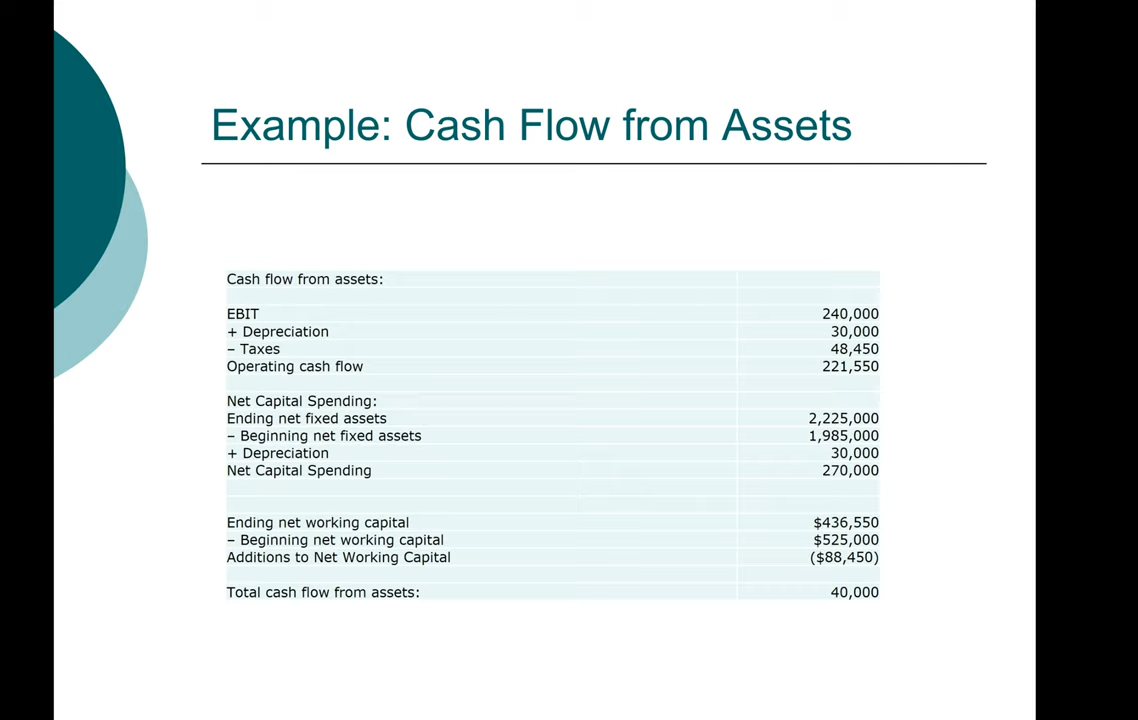 Example: Cash Flow from Assets
Cash flow from assets:
EBIT 240,000
+ Depreciation 30,000
– Taxes 48,450
Operating cash flow 221,550
Net Capital Spending:
Ending net fixed assets 2,225,000
– Beginning net fixed assets 1,985,000
+ Depreciation 30,000
Net Capital Spending 270,000
Ending net working capital $436,550
– Beginning net working capital $525,000
Additions to Net Working Capital ($88,450)
Total cash flow from assets: 40,000